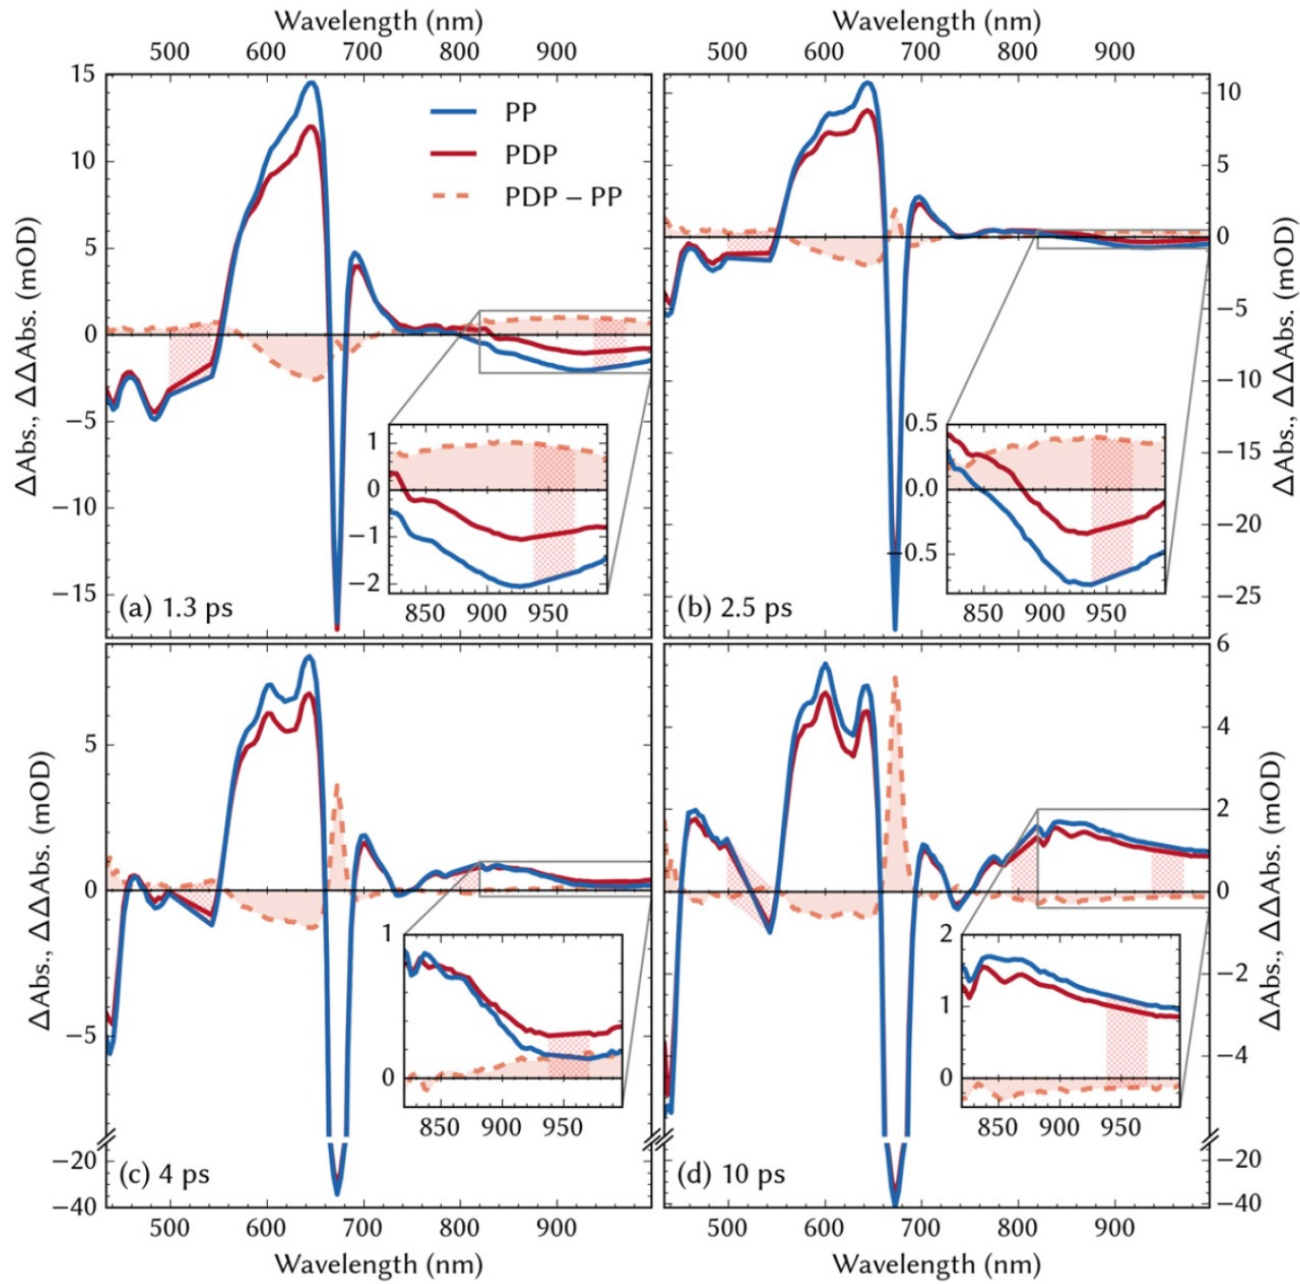 Wavelength (nm)
Wavelength (nm)
500 600 700 800 900
500 600 700 800 900
15
10
5
0
−5
−10
−15
ΔAbs., ΔΔAbs. (mOD)
PP
PDP
PDP − PP
1
0
−1
−2
850 900 950
(a) 1.3 ps
10
5
0
−5
−10
−15
−20
−25
ΔAbs., ΔΔAbs. (mOD)
0.5
0.0
−0.5
850 900 950
(b) 2.5 ps
5
0
−5
−20
−40
ΔAbs., ΔΔAbs. (mOD)
1
0
850 900 950
(c) 4 ps
6
4
2
0
−2
−4
−20
−40
ΔAbs., ΔΔAbs. (mOD)
2
1
0
850 900 950
(d) 10 ps
500 600 700 800 900
500 600 700 800 900
Wavelength (nm)
Wavelength (nm)